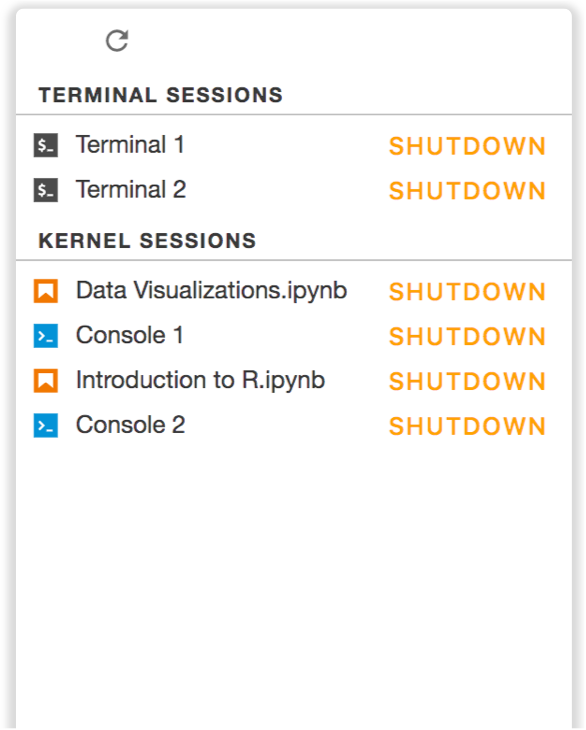 TERMINAL SESSIONS
$_ Terminal 1 SHUTDOWN
$_ Terminal 2 SHUTDOWN
KERNEL SESSIONS
Data Visualizations.ipynb SHUTDOWN
>_ Console 1 SHUTDOWN
Introduction to R.ipynb SHUTDOWN
>_ Console 2 SHUTDOWN